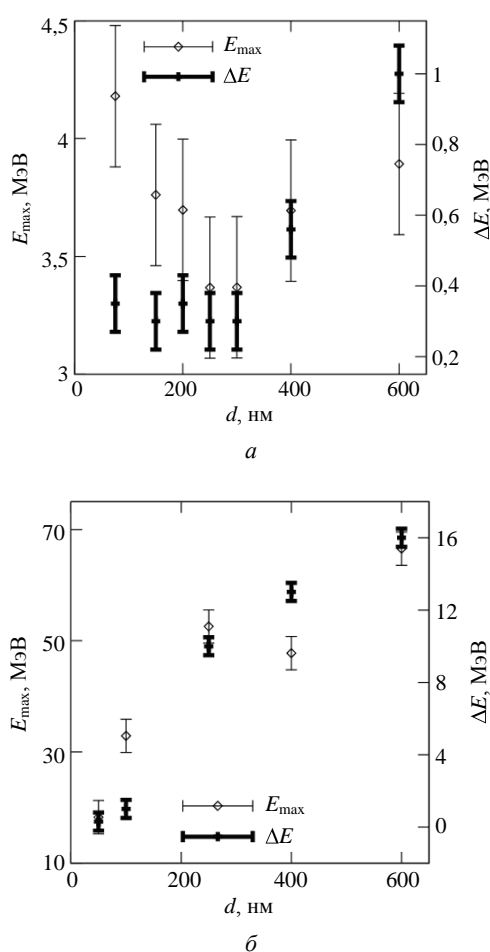 4,5
4
3,5
3
E_max, МэВ
E_max
ΔE
1
0,8
0,6
0,4
0,2
ΔE, МэВ
0 200 400 600
d, нм
а
70
50
30
10
E_max, МэВ
16
12
8
4
0
ΔE, МэВ
E_max
ΔE
0 200 400 600
d, нм
б